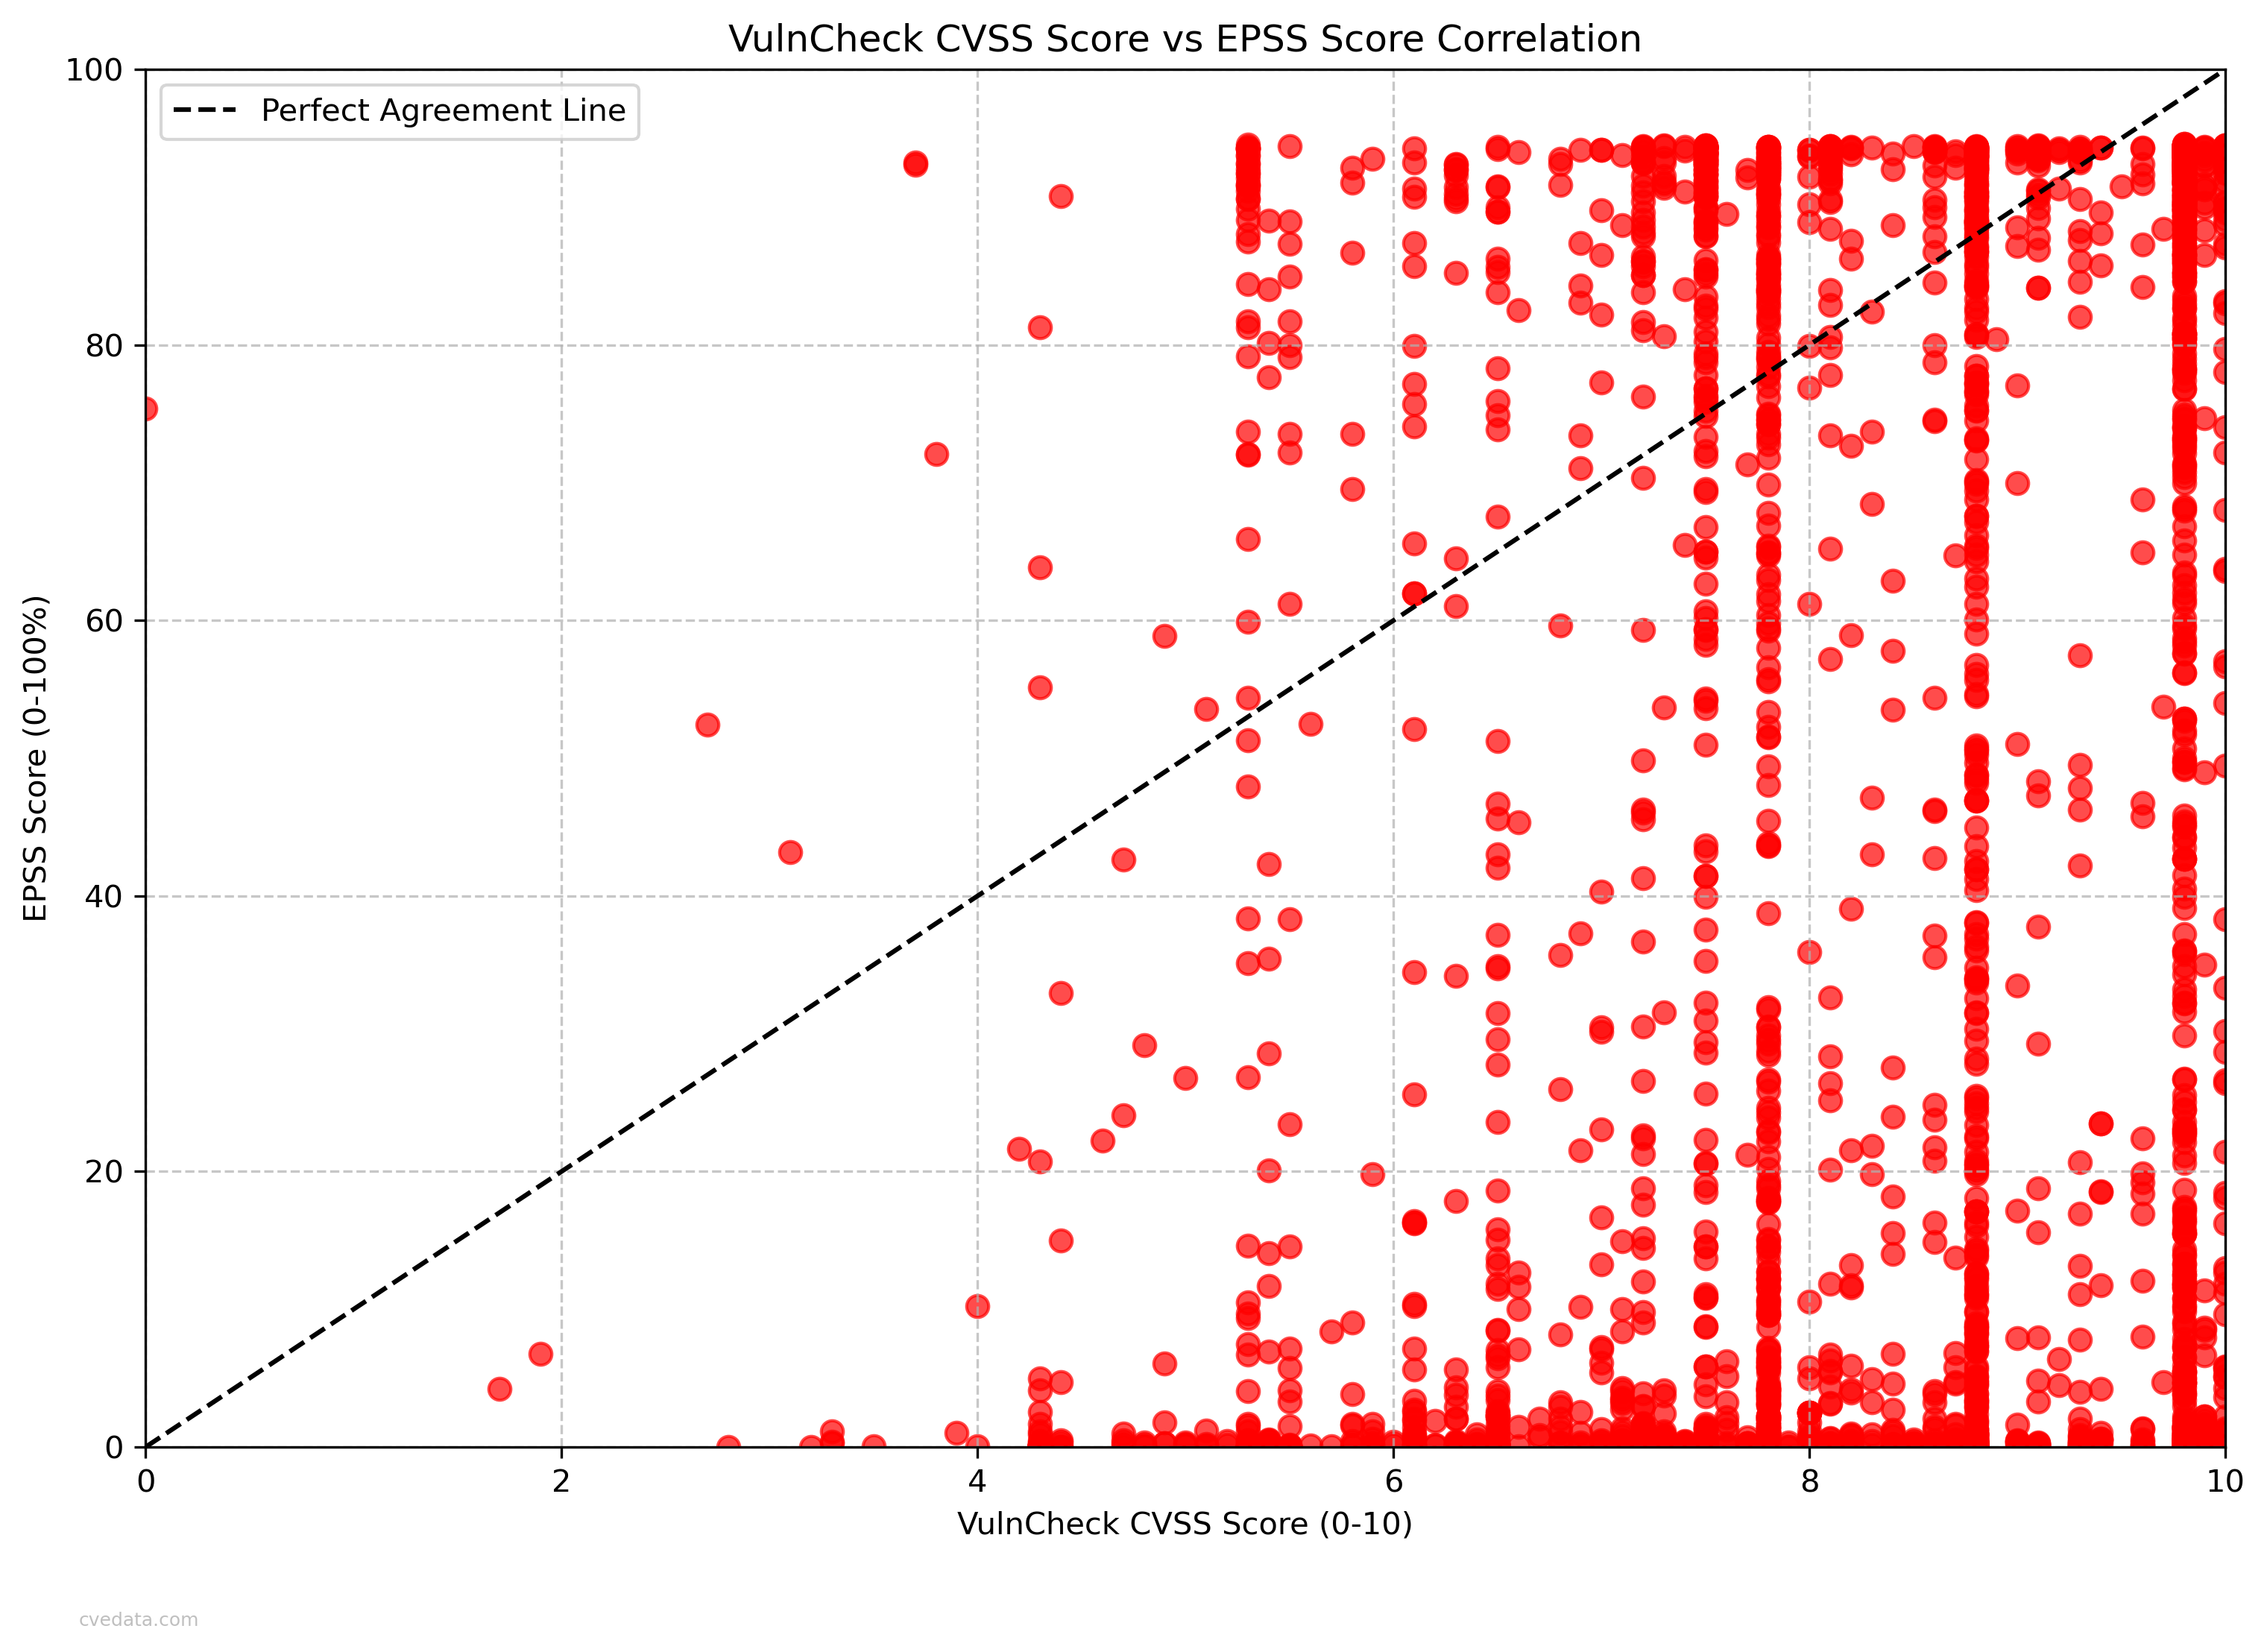 VulnCheck CVSS Score vs EPSS Score Correlation
Perfect Agreement Line
EPSS Score (0-100%)
100
80
60
40
20
0
0 2 4 6 8 10
VulnCheck CVSS Score (0-10)
cvedata.com